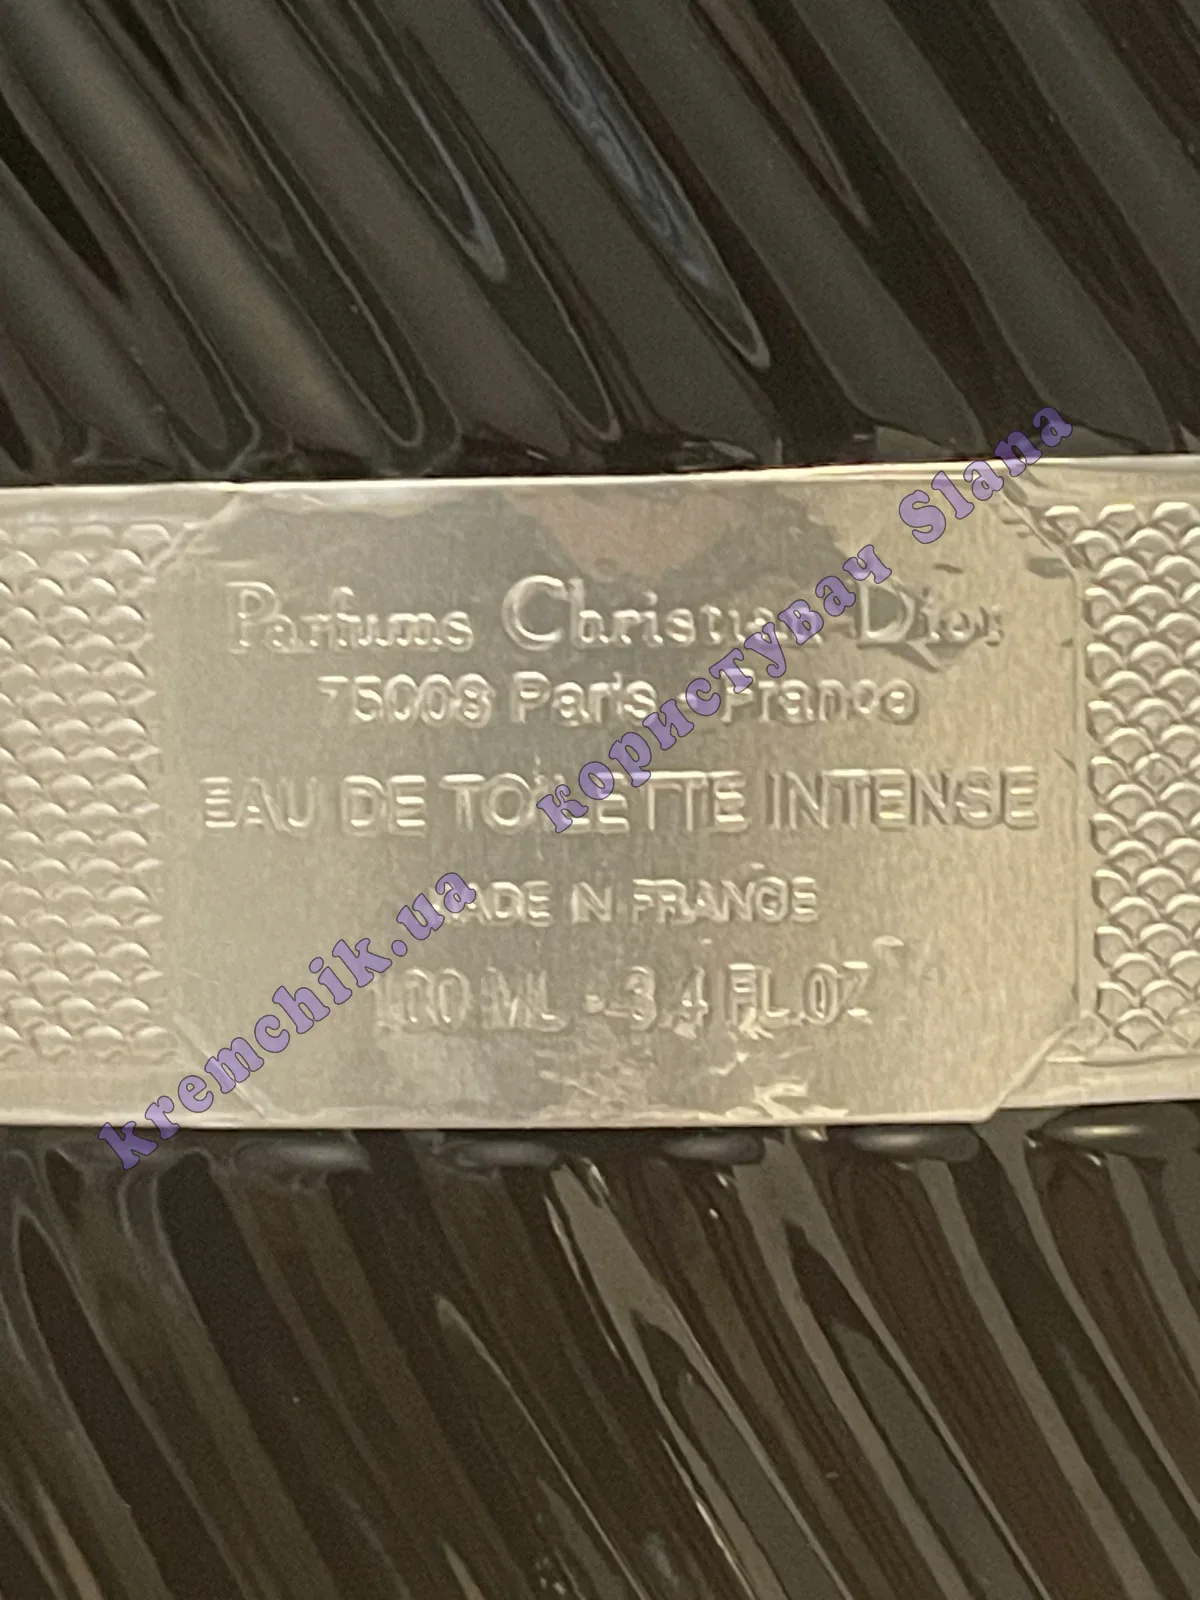 Parfums Christian Dior
75008 Paris - France
EAU DE TOILETTE INTENSE
MADE IN FRANCE
100 ML - 3.4 FL.OZ
kremchik.ua користувач Slana